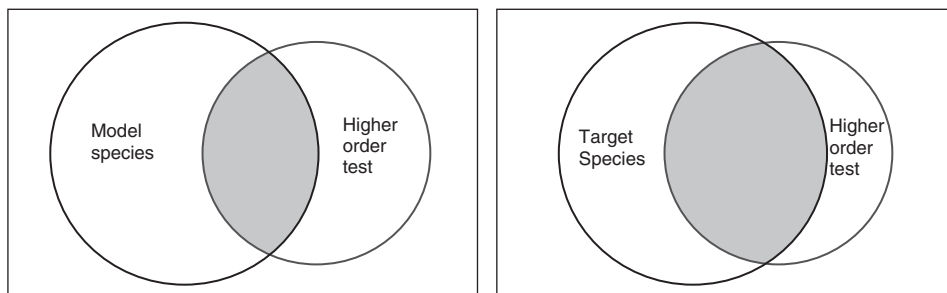 Model
species
Higher
order
test
Target
Species
Higher
order
test